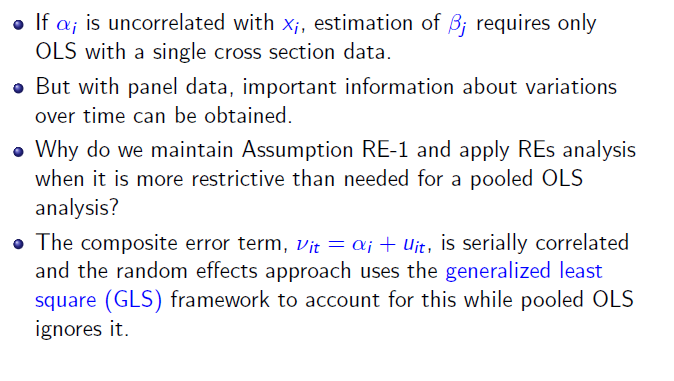 If αᵢ is uncorrelated with xᵢ, estimation of βⱼ requires only
OLS with a single cross section data.
But with panel data, important information about variations
over time can be obtained.
Why do we maintain Assumption RE-1 and apply REs analysis
when it is more restrictive than needed for a pooled OLS
analysis?
The composite error term, νᵢₜ = αᵢ + uᵢₜ, is serially correlated
and the random effects approach uses the generalized least
square (GLS) framework to account for this while pooled OLS
ignores it.